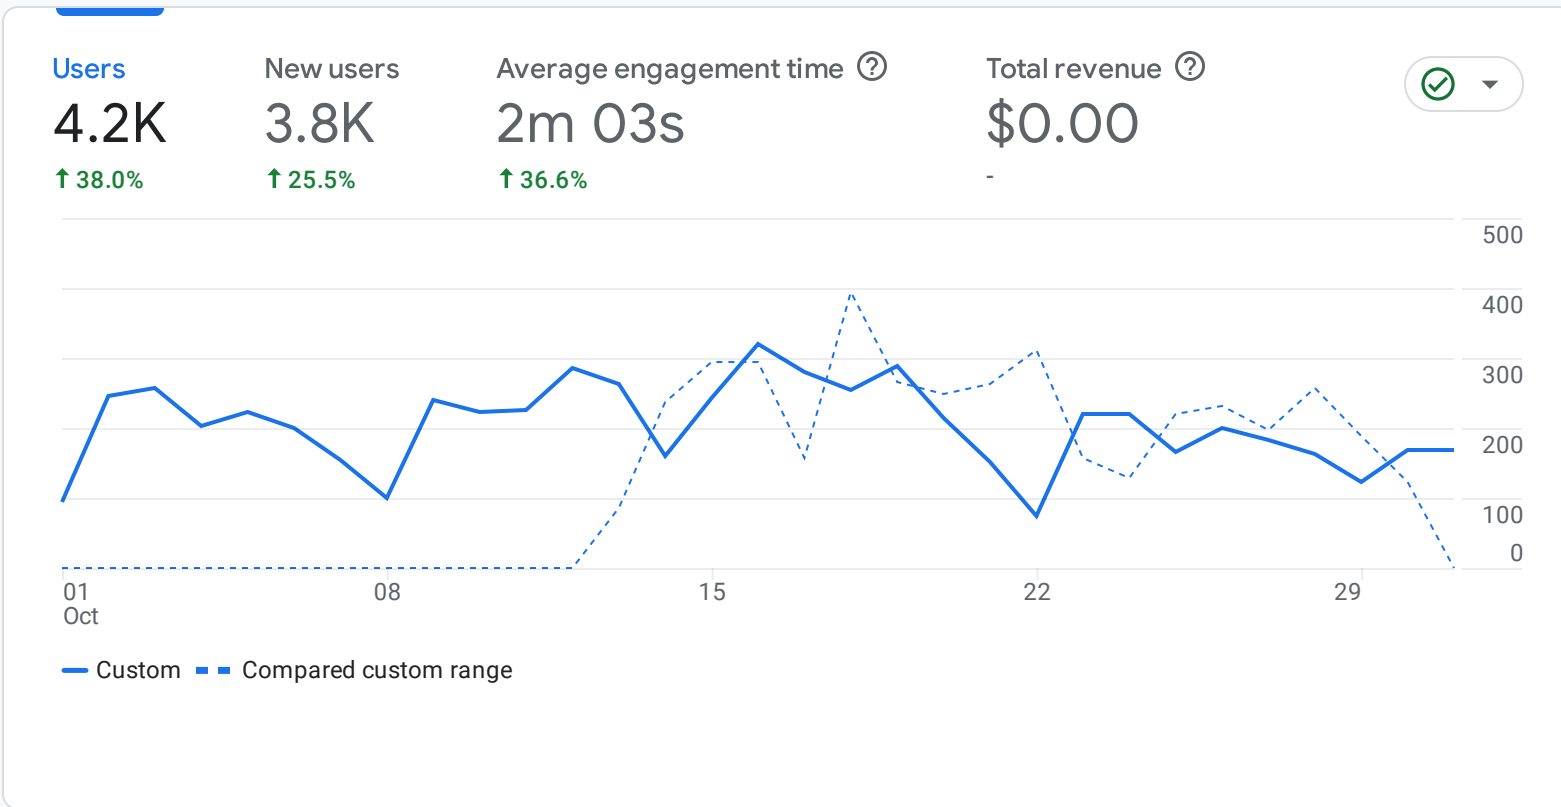 Users
New users
Average engagement time
Total revenue
4.2K
3.8K
2m 03s
$0.00
38.0%
25.5%
36.6%
-
500
400
300
200
100
0
01
08
15
22
29
Oct
Custom
Compared custom range